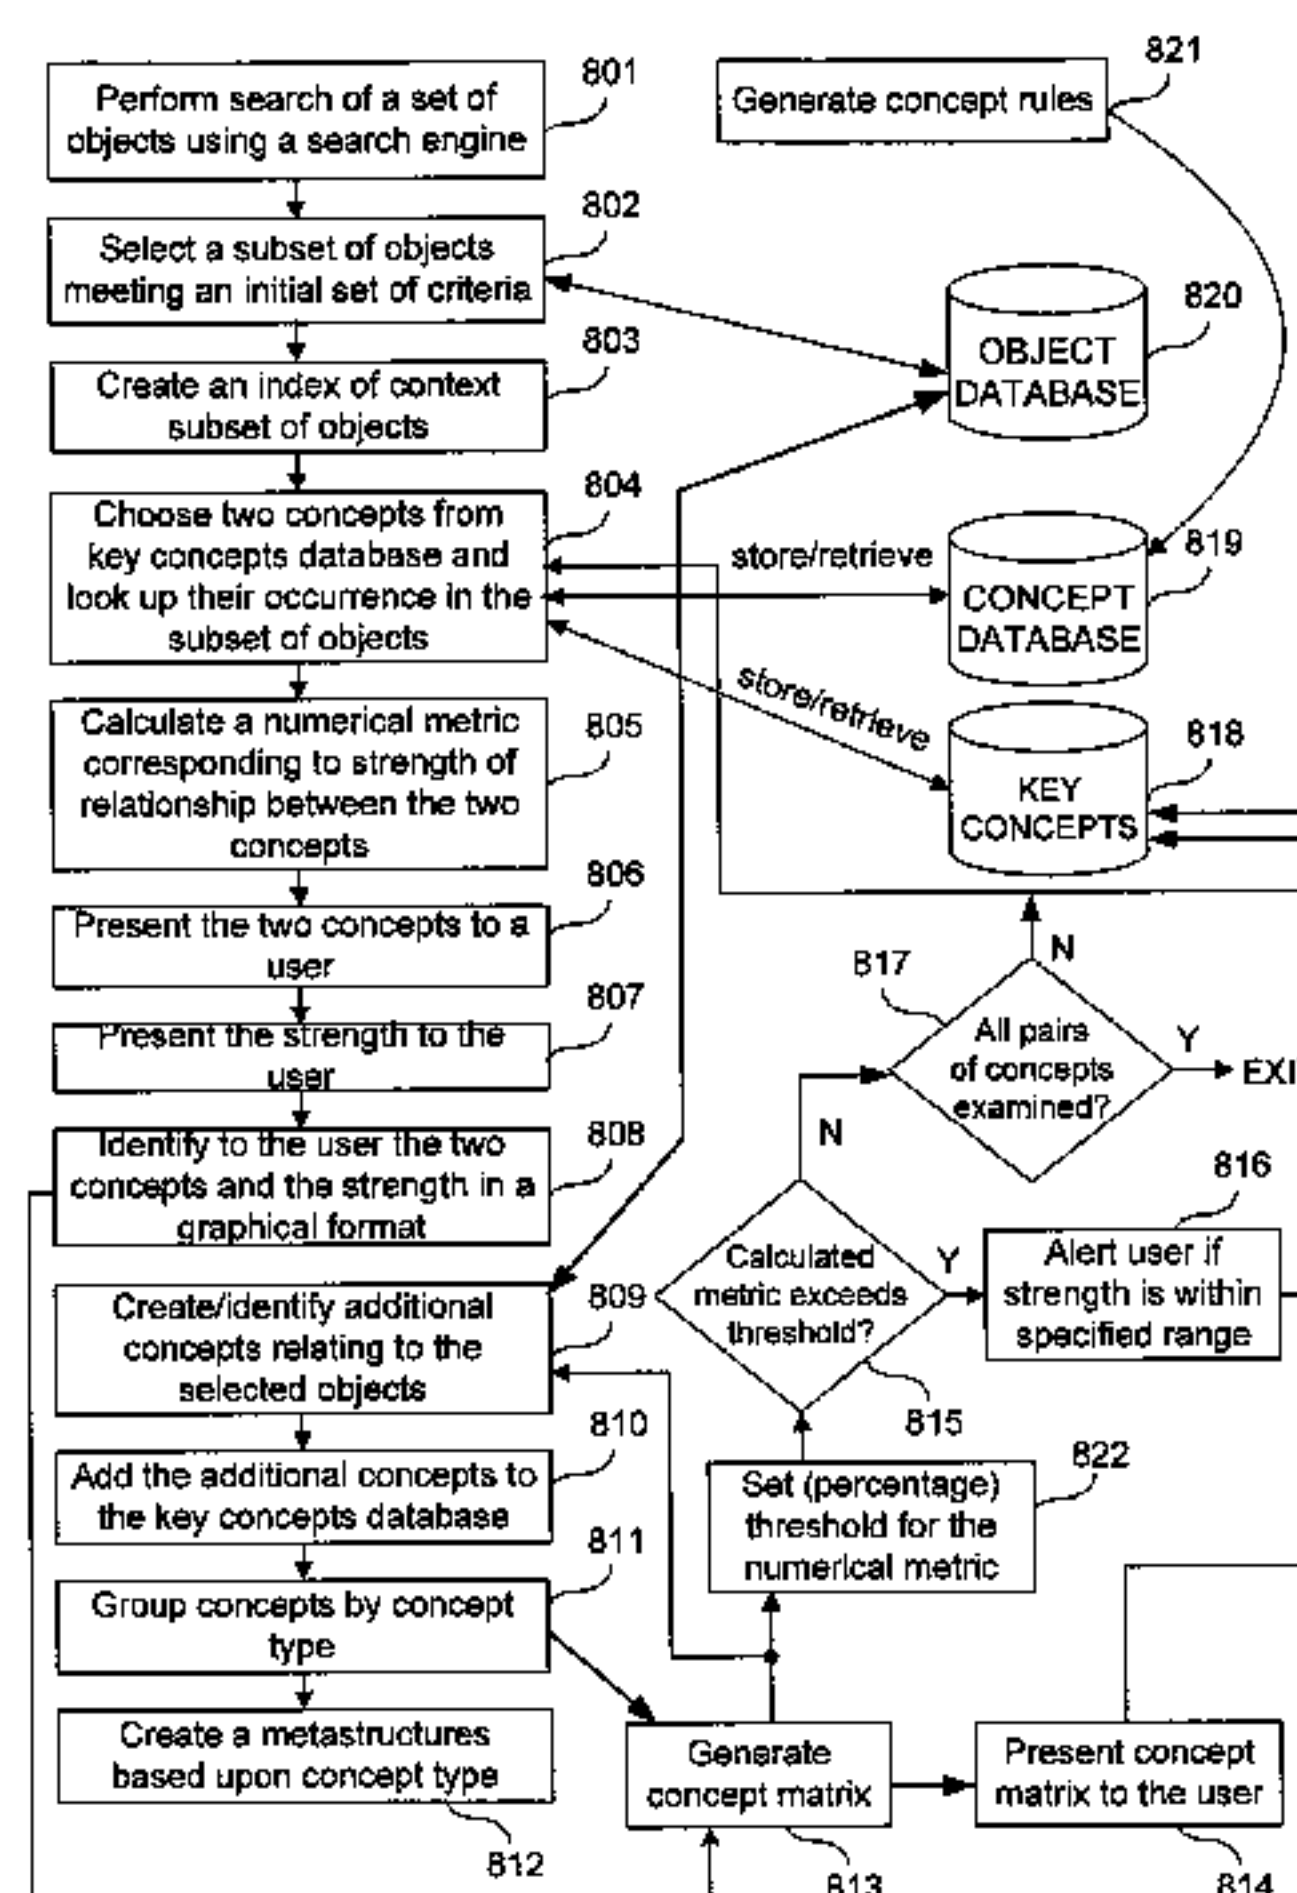 801
Perform search of a set of
objects using a search engine
802
Select a subset of objects
meeting an initial set of criteria
803
Create an index of context
subset of objects
804
Choose two concepts from
key concepts database and
look up their occurrence in the
subset of objects
Calculate a numerical metric
corresponding to strength of
relationship between the two
concepts
805
806
Present the two concepts to a
user
807
Present the strength to the
user
808
Identify to the user the two
concepts and the strength in a
graphical format
809
Create/identify additional
concepts relating to the
selected objects
810
Add the additional concepts to
the key concepts database
811
Group concepts by concept
type
Create a metastructures
based upon concept type
812
821
Generate concept rules
820
OBJECT
DATABASE
store/retrieve
819
CONCEPT
DATABASE
store/retrieve
818
KEY
CONCEPTS
N
817
All pairs
of concepts
examined?
Y
EXI
N
816
Calculated
metric exceeds
threshold?
Y
Alert user if
strength is within
specified range
815
822
Set (percentage)
threshold for the
numerical metric
Generate
concept matrix
Present concept
matrix to the user
813
814